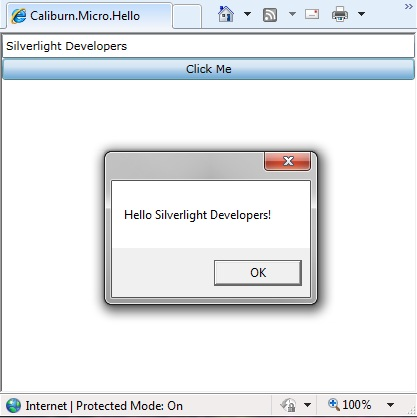 Caliburn.Micro.Hello
Silverlight Developers
Click Me
Hello Silverlight Developers!
OK
Internet | Protected Mode: On
100%